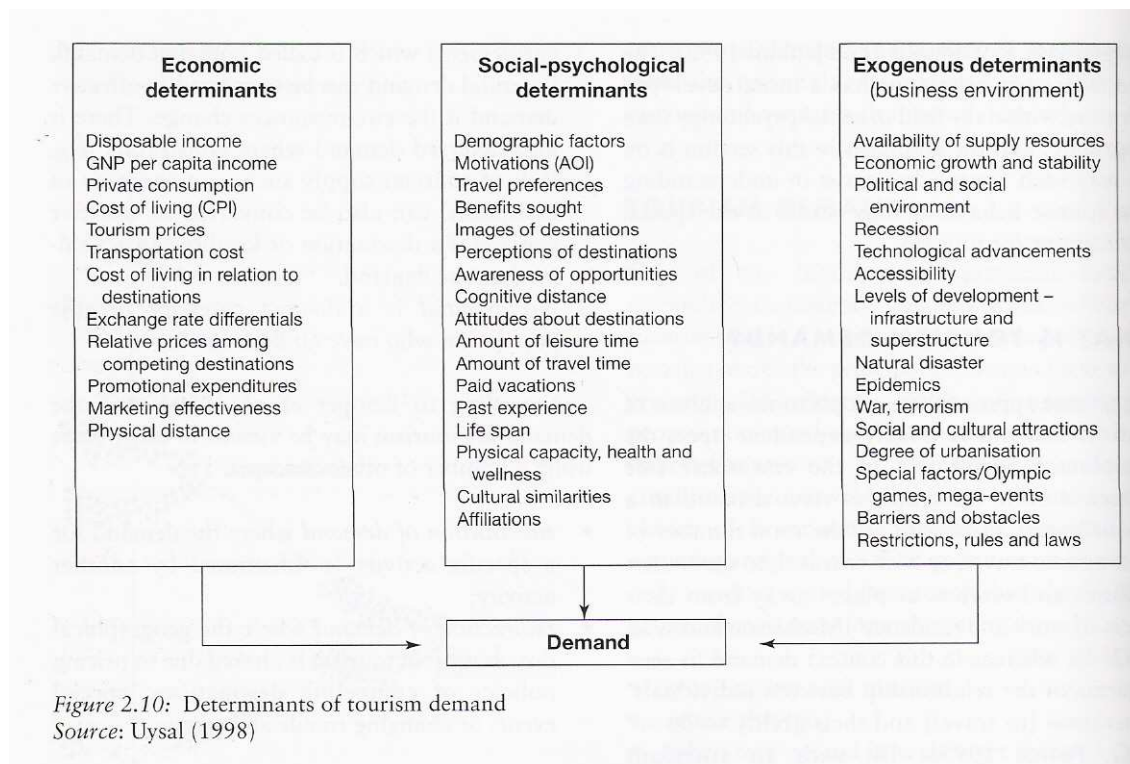 Economic
determinants
Disposable income
GNP per capita income
Private consumption
Cost of living (CPI)
Tourism prices
Transportation cost
Cost of living in relation to
destinations
Exchange rate differentials
Relative prices among
competing destinations
Promotional expenditures
Marketing effectiveness
Physical distance
Social-psychological
determinants
Demographic factors
Motivations (AOI)
Travel preferences
Benefits sought
Images of destinations
Perceptions of destinations
Awareness of opportunities
Cognitive distance
Attitudes about destinations
Amount of leisure time
Amount of travel time
Paid vacations
Past experience
Life span
Physical capacity, health and
wellness
Cultural similarities
Affiliations
Exogenous determinants
(business environment)
Availability of supply resources
Economic growth and stability
Political and social
environment
Recession
Technological advancements
Accessibility
Levels of development –
infrastructure and
superstructure
Natural disaster
Epidemics
War, terrorism
Social and cultural attractions
Degree of urbanisation
Special factors/Olympic
games, mega-events
Barriers and obstacles
Restrictions, rules and laws
Demand
Figure 2.10: Determinants of tourism demand
Source: Uysal (1998)